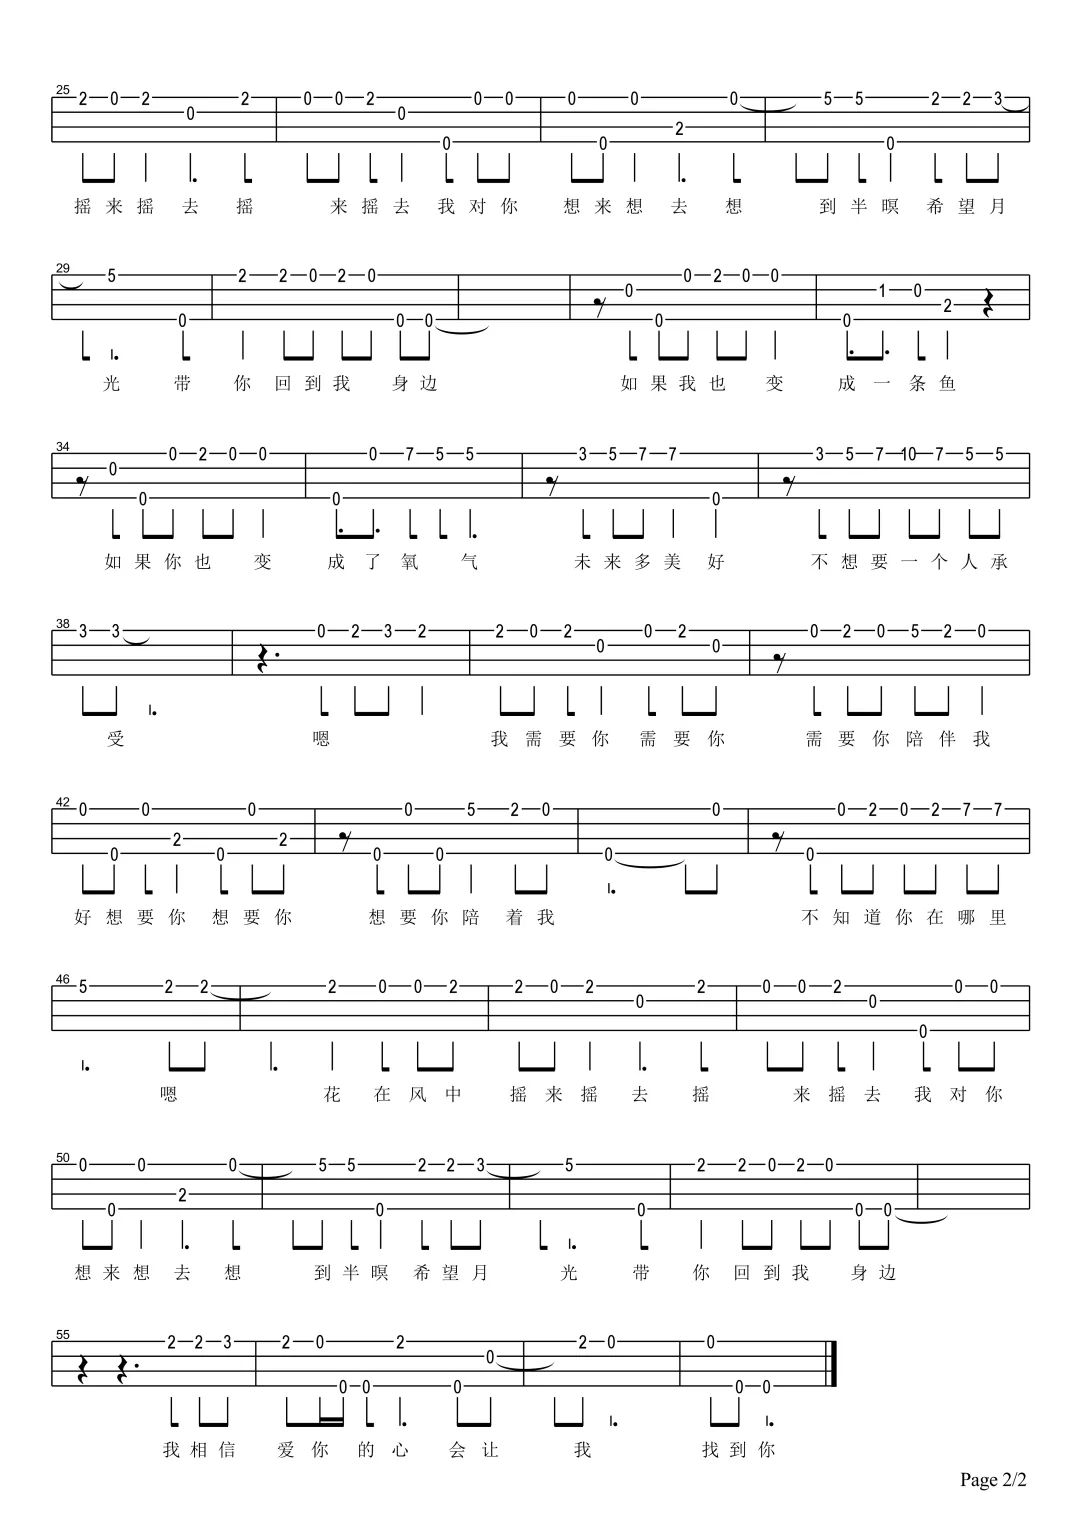 25
2 0 2 0 2 0 0 2 0 0 0 0 0 0 0 2 0 5 5 0 2 2 3
摇 来 摇 去 摇 来 摇 去 我 对 你 想 来 想 去 想 到 半 暝 希 望 月
29
5 0 2 2 0 2 0 0 0 0 0 0 2 0 0 0 1 0 2
光 带 你 回 到 我 身 边 如 果 我 也 变 成 一 条 鱼
34
0 0 0 2 0 0 0 0 7 5 5 3 5 7 7 0 3 5 7 10 7 5 5
如 果 你 也 变 成 了 氧 气 未 来 多 美 好 不 想 要 一 个 人 承
38
3 3 0 2 3 2 2 0 2 0 0 2 0 0 2 0 5 2 0
受 嗯 我 需 要 你 需 要 你 需 要 你 陪 伴 我
42
0 0 0 2 0 0 2 0 0 0 5 2 0 0 0 0 0 2 0 2 7 7
好 想 要 你 想 要 你 想 要 你 陪 着 我 不 知 道 你 在 哪 里
46
5 2 2 2 0 0 2 2 0 2 0 2 0 0 2 0 0 0 0
嗯 花 在 风 中 摇 来 摇 去 摇 来 摇 去 我 对 你
50
0 0 0 2 0 5 5 0 2 2 3 5 0 2 2 0 2 0 0 0
想 来 想 去 想 到 半 暝 希 望 月 光 带 你 回 到 我 身 边
55
2 2 3 2 0 0 0 2 0 0 2 0 0 0 0
我 相 信 爱 你 的 心 会 让 我 找 到 你
Page 2/2